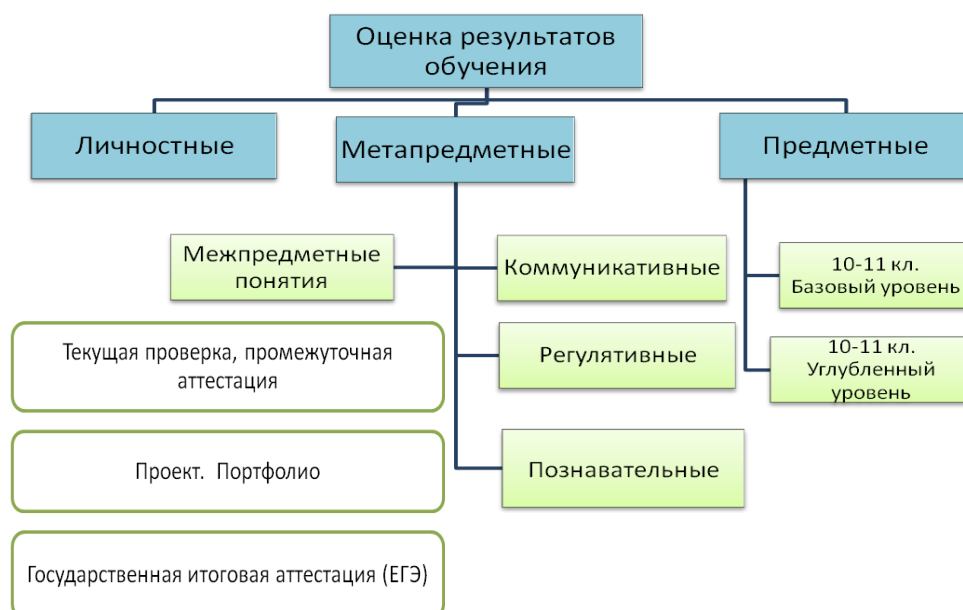 Оценка результатов
обучения
Личностные
Метапредметные
Предметные
Межпредметные
понятия
Коммуникативные
10-11 кл.
Базовый уровень
Текущая проверка, промежуточная
аттестация
Регулятивные
10-11 кл.
Углубленный
уровень
Проект. Портфолио
Познавательные
Государственная итоговая аттестация (ЕГЭ)